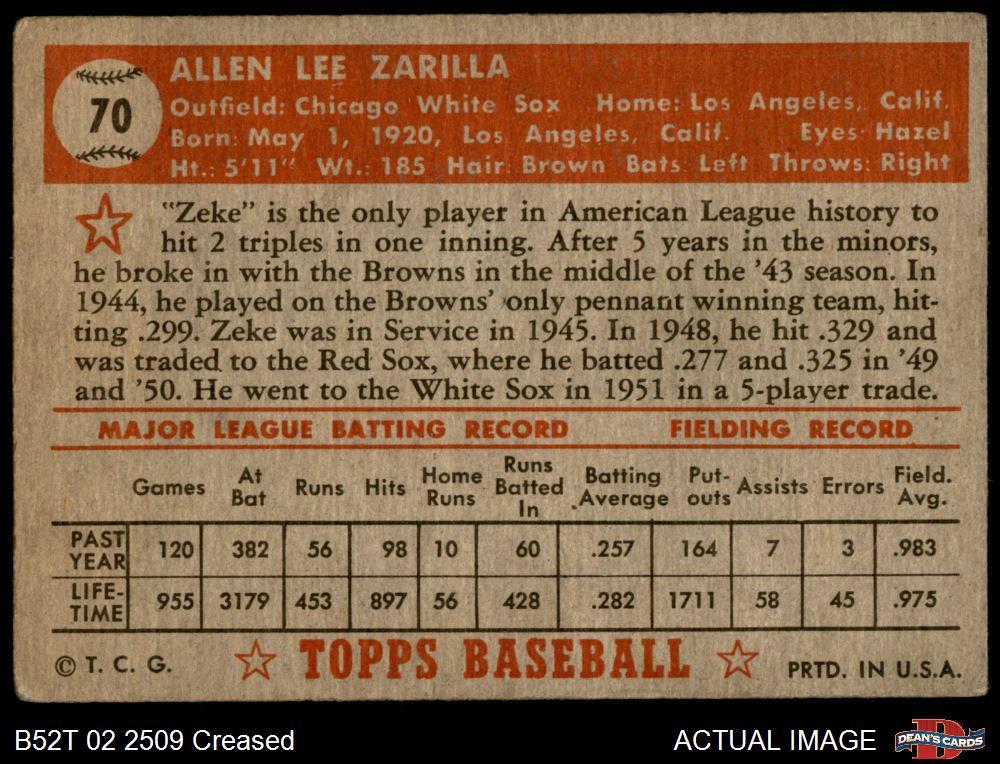 70
ALLEN LEE ZARILLA
Outfield: Chicago White Sox Home: Los Angeles, Calif.
Born: May 1, 1920, Los Angeles, Calif. Eyes: Hazel
Ht.: 5'11" Wt.: 185 Hair: Brown Bats: Left Throws: Right
"Zeke" is the only player in American League history to
hit 2 triples in one inning. After 5 years in the minors,
he broke in with the Browns in the middle of the '43 season. In
1944, he played on the Browns' only pennant winning team, hit-
ting .299. Zeke was in Service in 1945. In 1948, he hit .329 and
was traded to the Red Sox, where he batted .277 and .325 in '49
and '50. He went to the White Sox in 1951 in a 5-player trade.
MAJOR LEAGUE BATTING RECORD FIELDING RECORD
Games At Bat Runs Hits Home Runs Runs Batted In Batting Average Put-outs Assists Errors Field. Avg.
PAST YEAR 120 382 56 98 10 60 .257 164 7 3 .983
LIFE-TIME 955 3179 453 897 56 428 .282 1711 58 45 .975
© T. C. G. TOPPS BASEBALL PRTD. IN U.S.A.
B52T 02 2509 Creased ACTUAL IMAGE DEAN'S CARDS